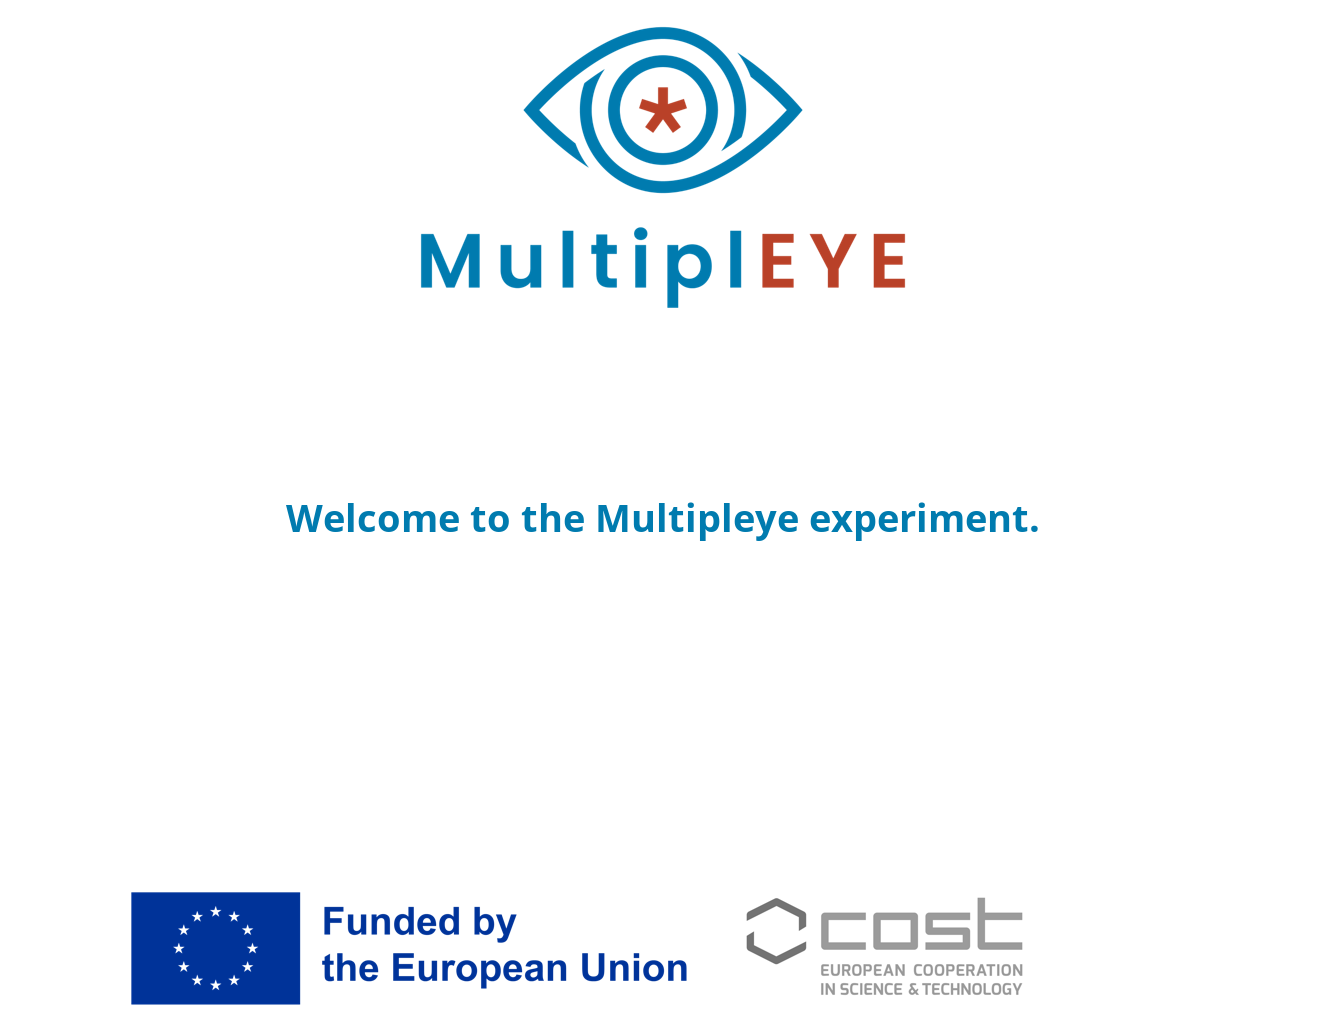 MultiplEYE
Welcome to the Multipleye experiment.
Funded by
the European Union
cost
EUROPEAN COOPERATION
IN SCIENCE & TECHNOLOGY